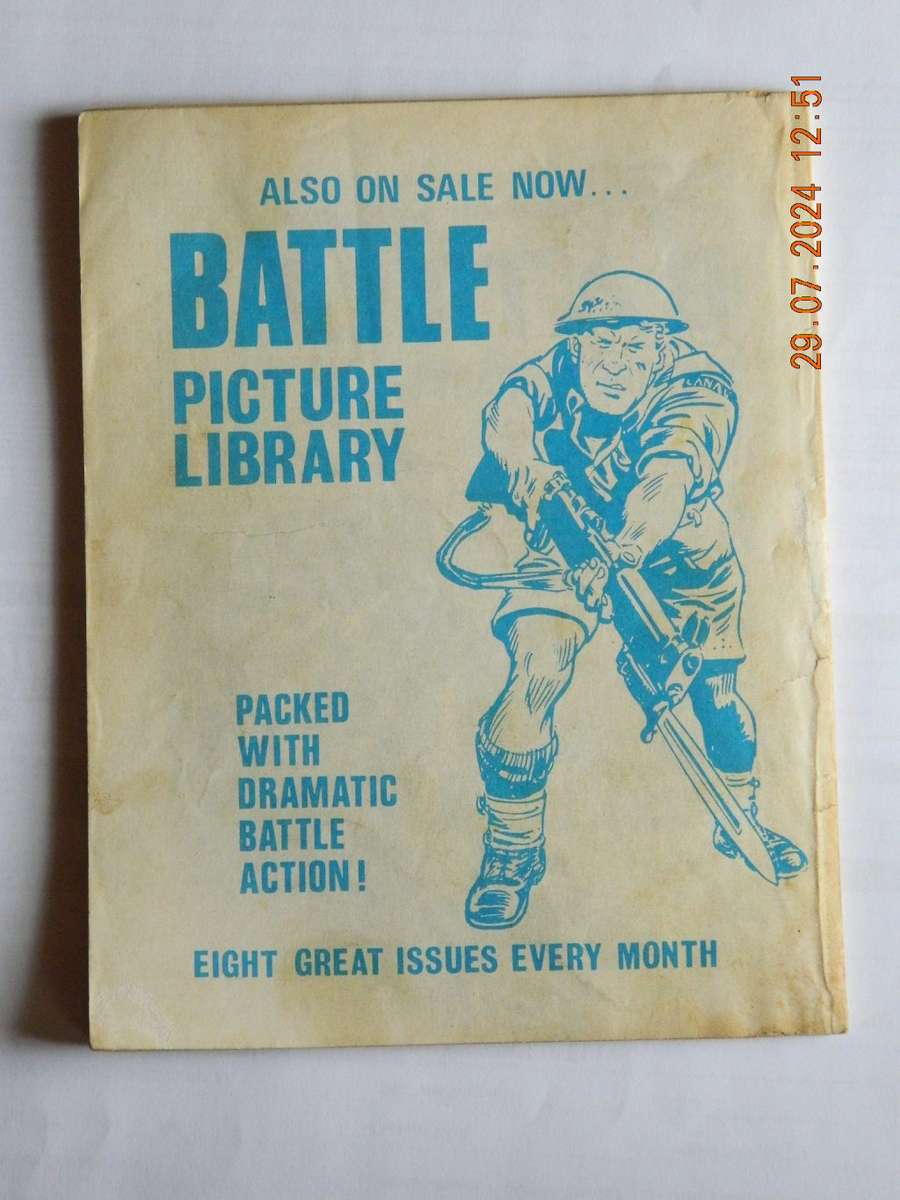 ALSO ON SALE NOW...
BATTLE
PICTURE
LIBRARY
PACKED
WITH
DRAMATIC
BATTLE
ACTION!
EIGHT GREAT ISSUES EVERY MONTH
29.07.2024 12:51